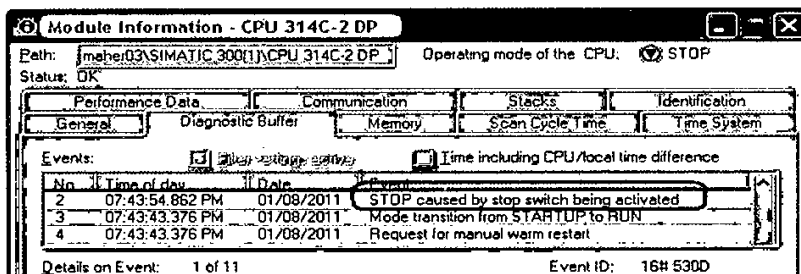 Module Information - CPU 314C-2 DP
Path: maher03\SIMATIC 300(1)\CPU 314C-2 DP Operating mode of the CPU: STOP
Status: OK
Performance Data Communication Stacks Identification
General Diagnostic Buffer Memory Scan Cycle Time Time System
Events: Filter settings active Time including CPU/local time difference
No. Time of day Date Event
2 07:43:54.862 PM 01/08/2011 STOP caused by stop switch being activated
3 07:43:43.376 PM 01/08/2011 Mode transition from STARTUP to RUN
4 07:43:43.376 PM 01/08/2011 Request for manual warm restart
Details on Event: 1 of 11 Event ID: 16# 530D